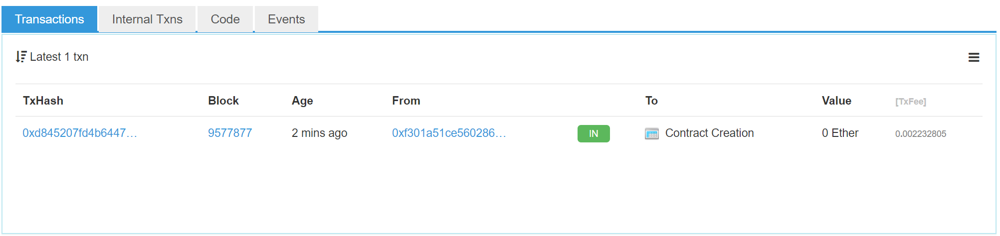 Transactions Internal Txns Code Events
Latest 1 txn
TxHash Block Age From To Value [TxFee]
0xd845207fd4b6447... 9577877 2 mins ago 0xf301a51ce560286... IN Contract Creation 0 Ether 0.002232805